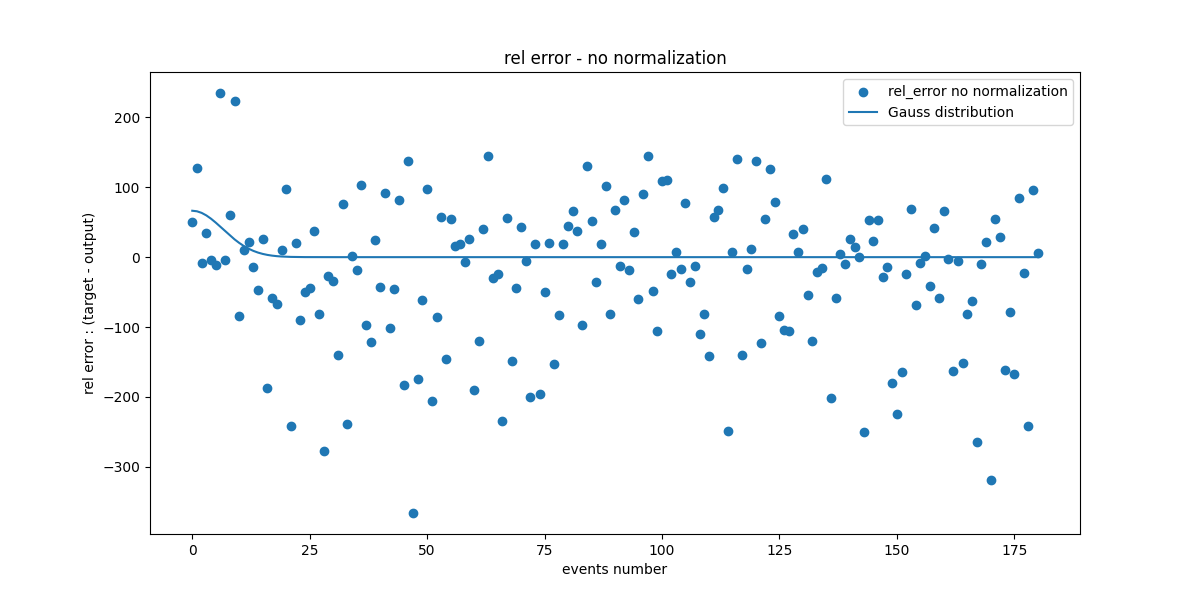 rel error - no normalization
rel_error no normalization
Gauss distribution
200
100
0
−100
−200
−300
rel error : (target - output)
0 25 50 75 100 125 150 175
events number